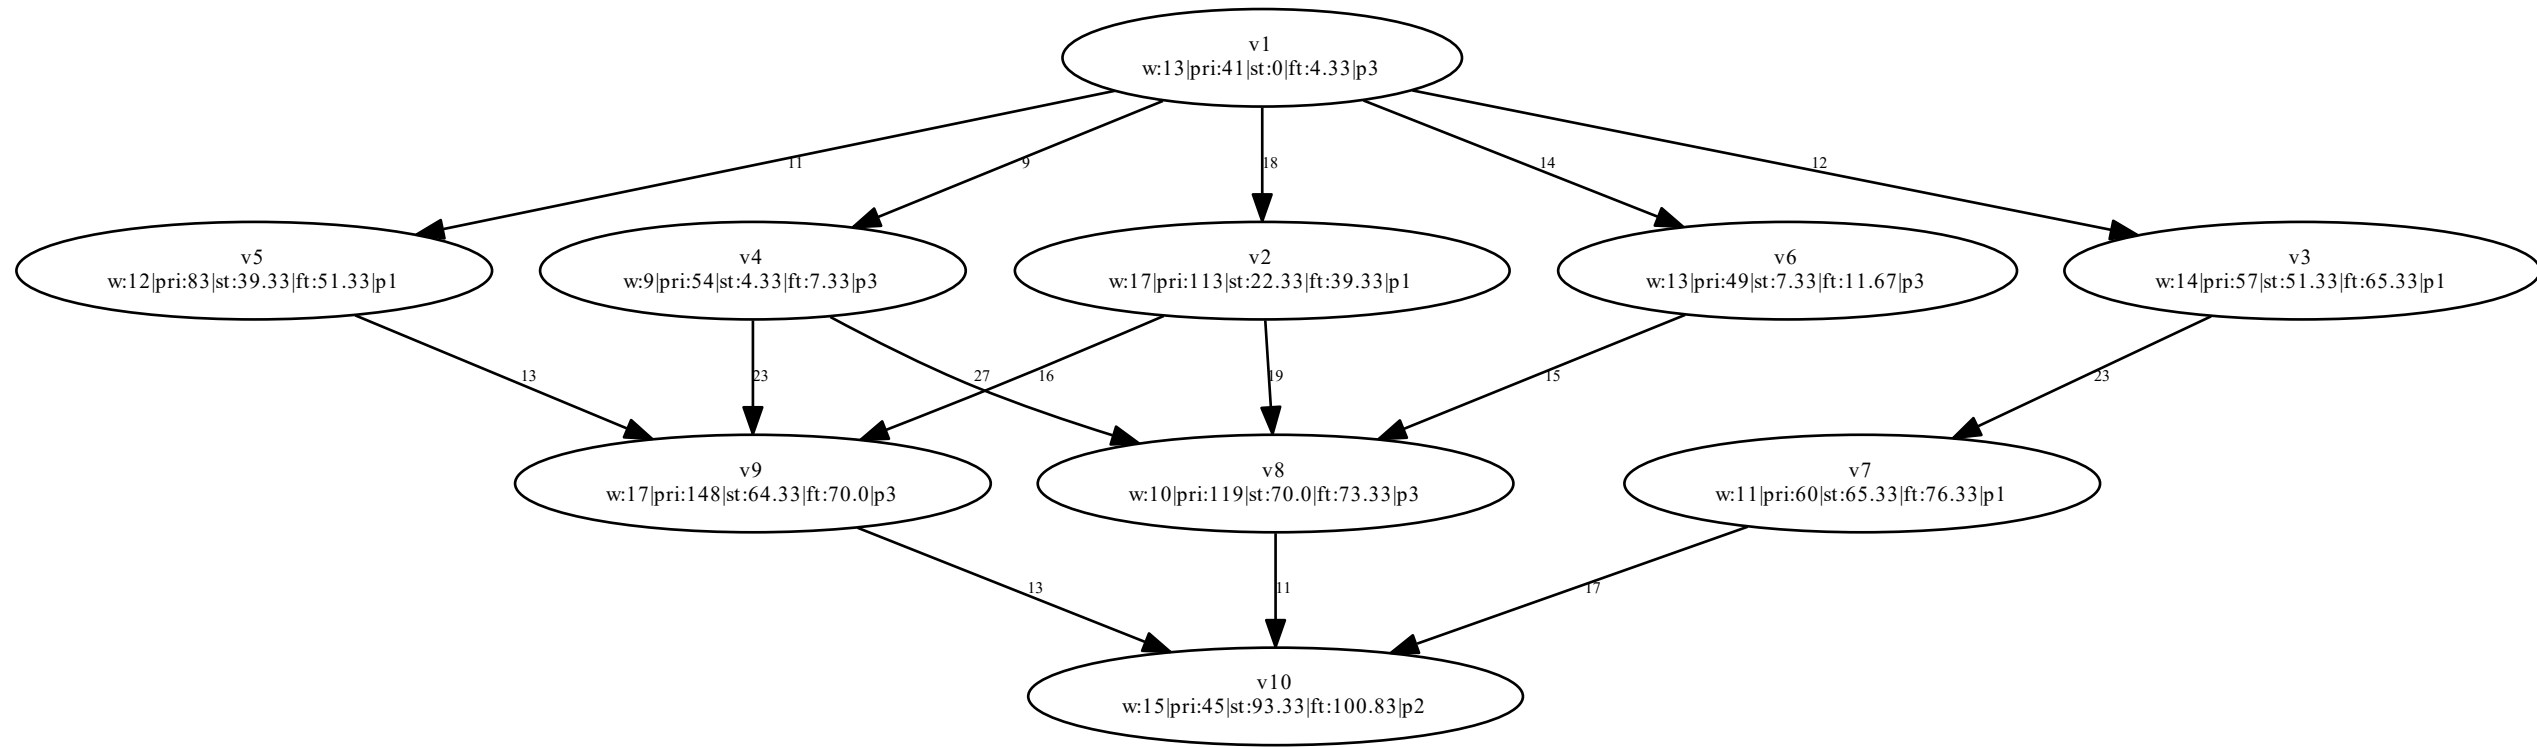 v1
w:13|pri:41|st:0|ft:4.33|p3
11
9
18
14
12
v5
w:12|pri:83|st:39.33|ft:51.33|p1
v4
w:9|pri:54|st:4.33|ft:7.33|p3
v2
w:17|pri:113|st:22.33|ft:39.33|p1
v6
w:13|pri:49|st:7.33|ft:11.67|p3
v3
w:14|pri:57|st:51.33|ft:65.33|p1
13
23
27
16
19
15
23
v9
w:17|pri:148|st:64.33|ft:70.0|p3
v8
w:10|pri:119|st:70.0|ft:73.33|p3
v7
w:11|pri:60|st:65.33|ft:76.33|p1
13
11
17
v10
w:15|pri:45|st:93.33|ft:100.83|p2